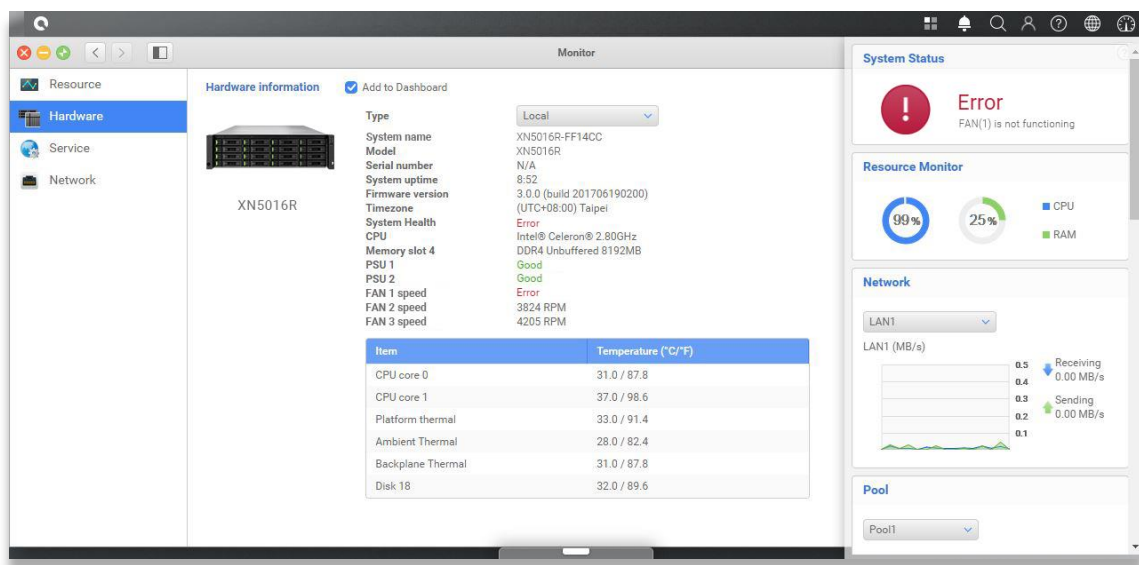 Monitor
Resource
Hardware
Service
Network
Hardware information
Add to Dashboard
XN5016R
Type Local
System name XN5016R-FF14CC
Model XN5016R
Serial number N/A
System uptime 8:52
Firmware version 3.0.0 (build 201706190200)
Timezone (UTC+08:00) Taipei
System Health Error
CPU Intel® Celeron® 2.80GHz
Memory slot 4 DDR4 Unbuffered 8192MB
PSU 1 Good
PSU 2 Good
FAN 1 speed Error
FAN 2 speed 3824 RPM
FAN 3 speed 4205 RPM
Item Temperature (°C/°F)
CPU core 0 31.0 / 87.8
CPU core 1 37.0 / 98.6
Platform thermal 33.0 / 91.4
Ambient Thermal 28.0 / 82.4
Backplane Thermal 31.0 / 87.8
Disk 18 32.0 / 89.6
System Status
Error
FAN(1) is not functioning
Resource Monitor
99% 25%
CPU
RAM
Network
LAN1
LAN1 (MB/s)
0.5
0.4
0.3
0.2
0.1
Receiving
0.00 MB/s
Sending
0.00 MB/s
Pool
Pool1